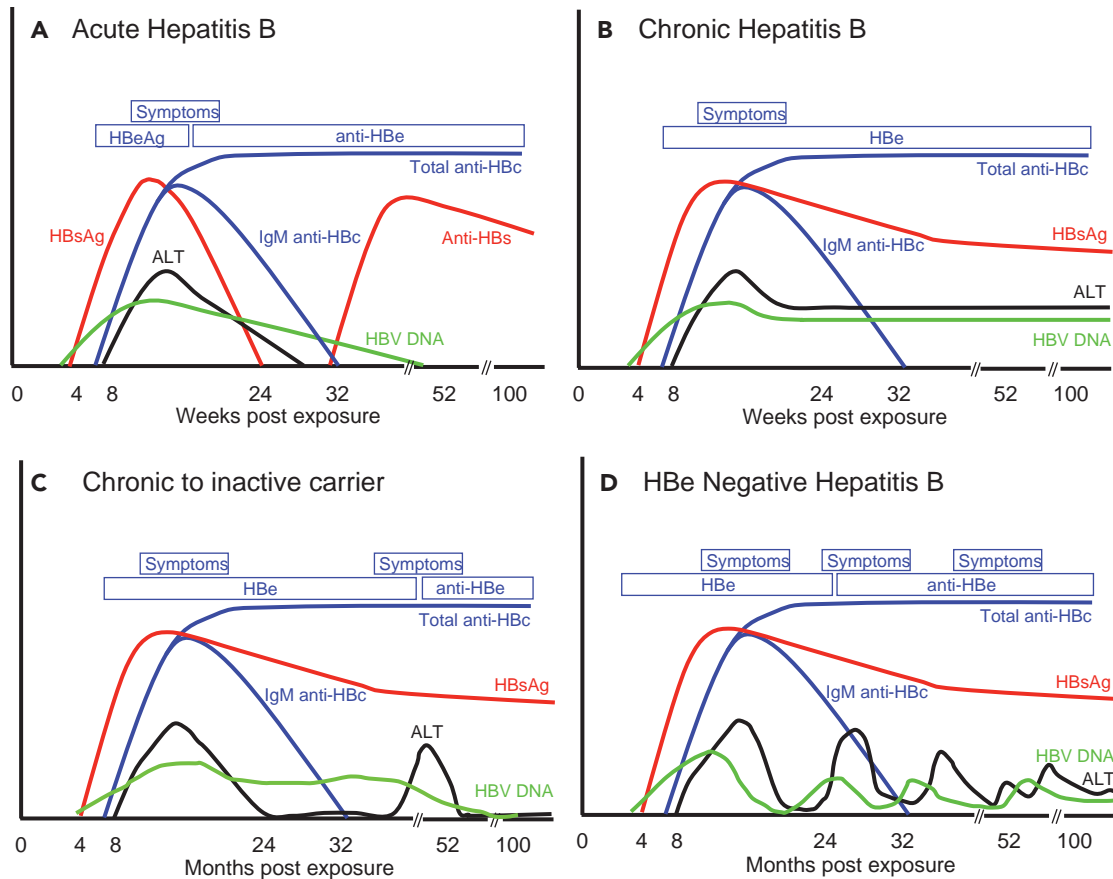 A Acute Hepatitis B
Symptoms
HBeAg
anti-HBe
Total anti-HBc
HBsAg
IgM anti-HBc
Anti-HBs
ALT
HBV DNA
0 4 8 24 32 52 100
Weeks post exposure
B Chronic Hepatitis B
Symptoms
HBe
Total anti-HBc
HBsAg
IgM anti-HBc
ALT
HBV DNA
0 4 8 24 32 52 100
Weeks post exposure
C Chronic to inactive carrier
Symptoms Symptoms
HBe anti-HBe
Total anti-HBc
HBsAg
IgM anti-HBc
ALT
HBV DNA
0 4 8 24 32 52 100
Months post exposure
D HBe Negative Hepatitis B
Symptoms Symptoms Symptoms
HBe anti-HBe
Total anti-HBc
HBsAg
IgM anti-HBc
HBV DNA
ALT
0 4 8 24 32 52 100
Months post exposure